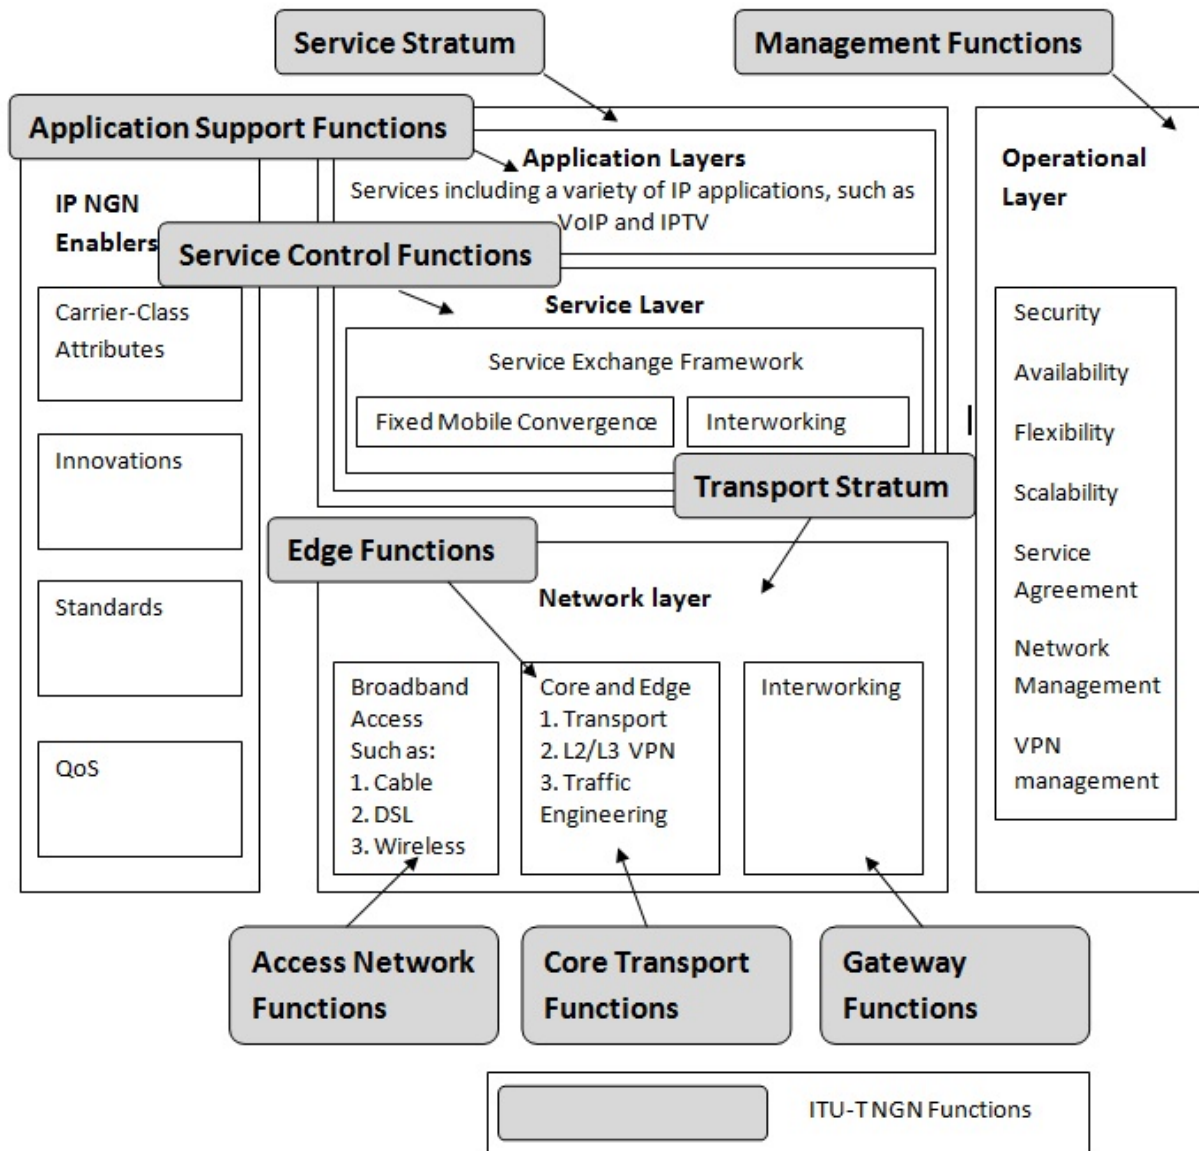 Service Stratum
Management Functions
Application Support Functions
Application Layers
Services including a variety of IP applications, such as
VoIP and IPTV
Operational
Layer
IP NGN
Enablers
Service Control Functions
Service Layer
Service Exchange Framework
Fixed Mobile Convergence
Interworking
Carrier-Class
Attributes
Innovations
Standards
QoS
Security
Availability
Flexibility
Scalability
Service
Agreement
Network
Management
VPN
management
Transport Stratum
Edge Functions
Network layer
Broadband
Access
Such as:
1. Cable
2. DSL
3. Wireless
Core and Edge
1. Transport
2. L2/L3 VPN
3. Traffic
Engineering
Interworking
Access Network
Functions
Core Transport
Functions
Gateway
Functions
ITU-T NGN Functions